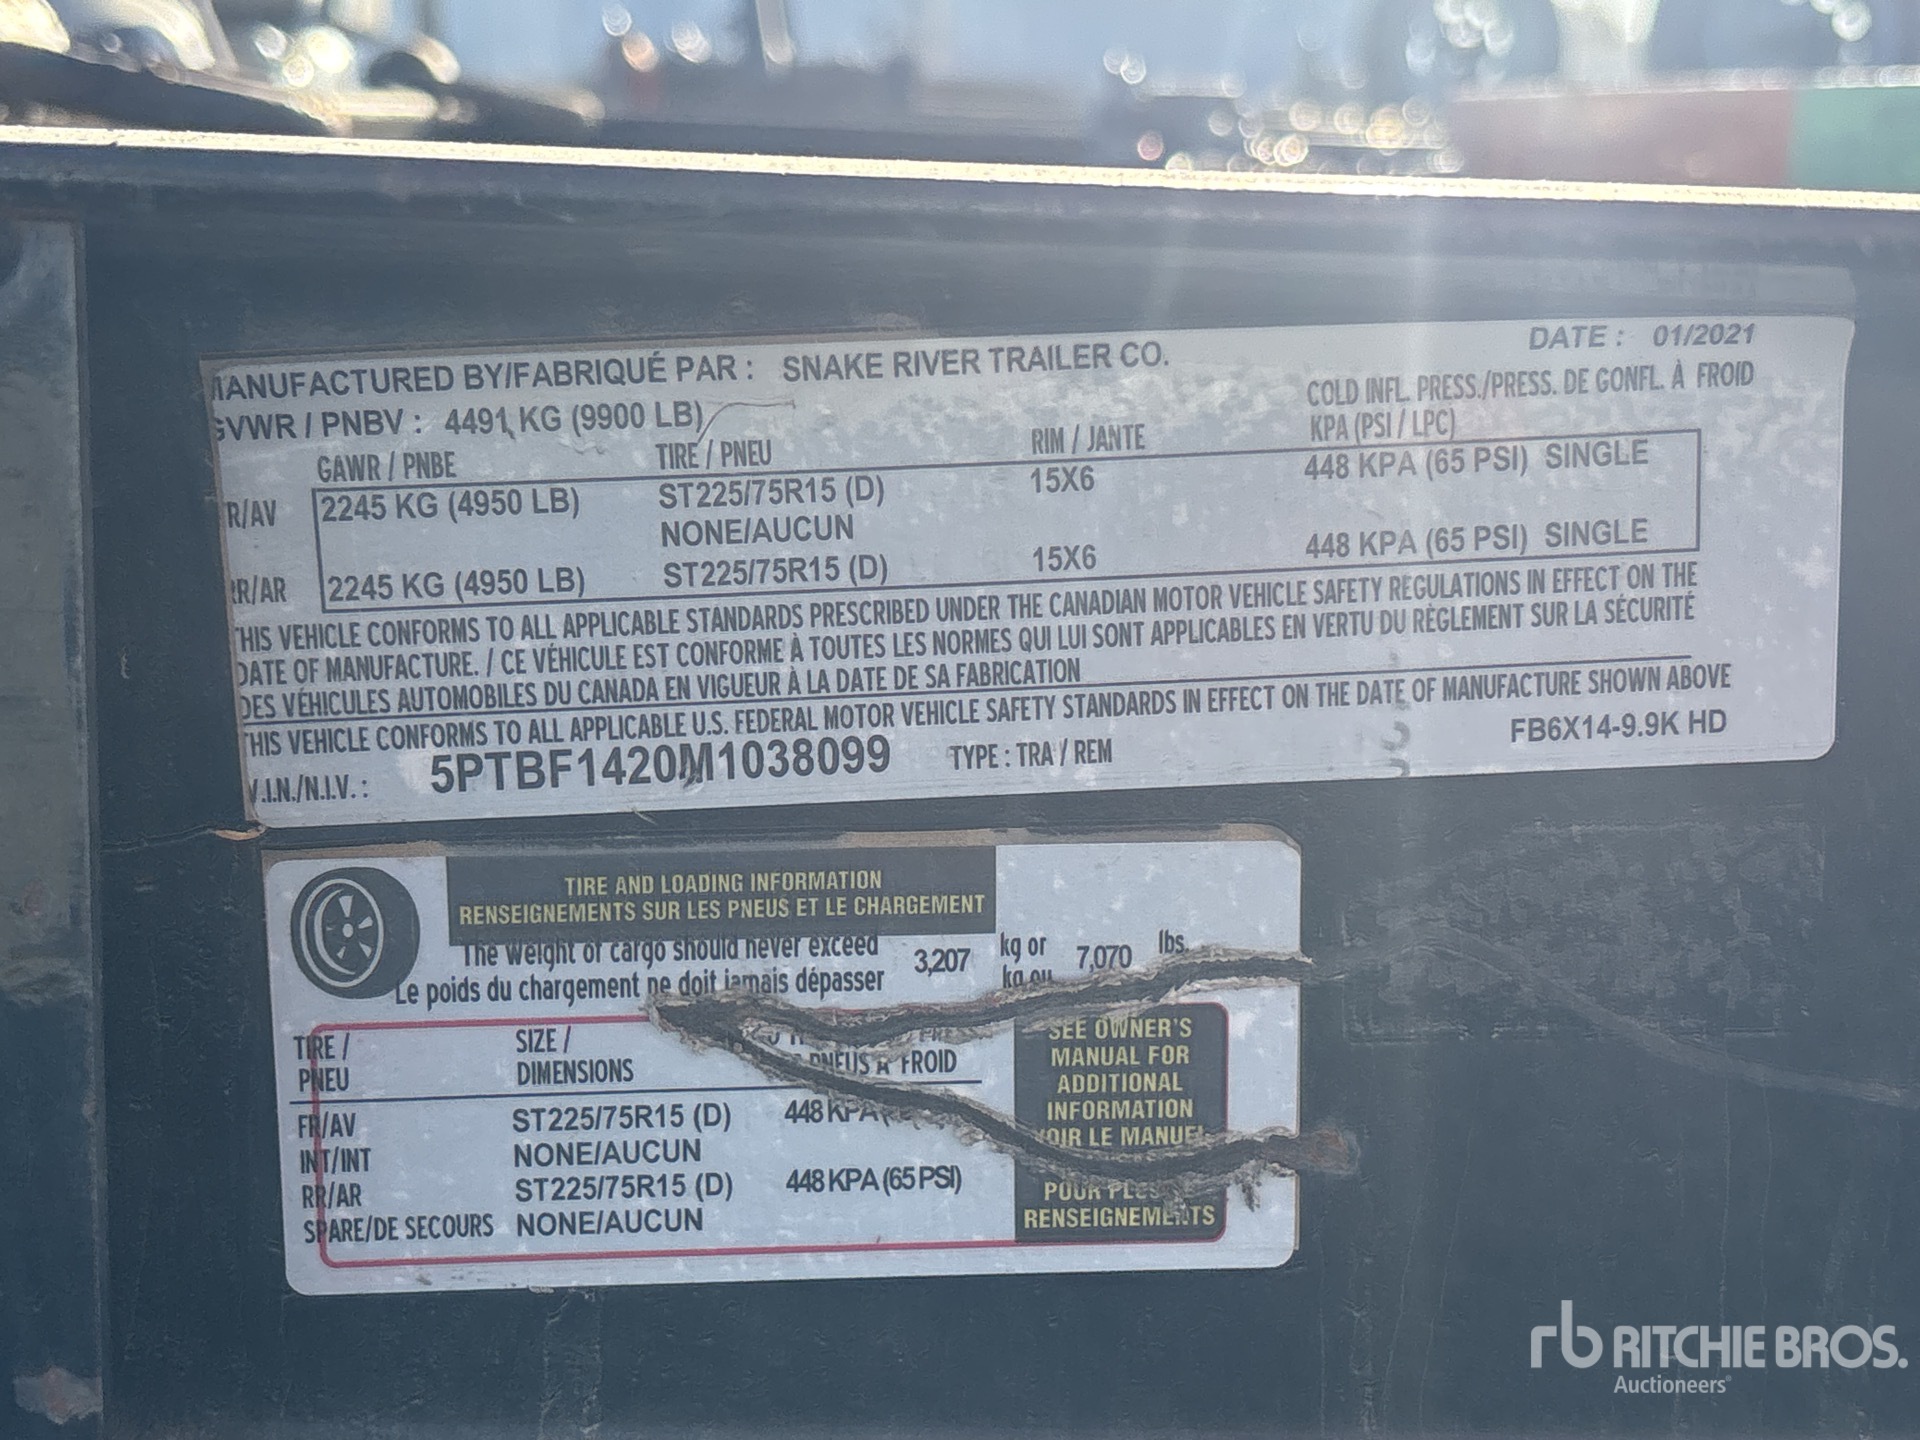 MANUFACTURED BY/FABRIQUÉ PAR : SNAKE RIVER TRAILER CO. DATE : 01/2021
GVWR / PNBV : 4491 KG (9900 LB) COLD INFL. PRESS./PRESS. DE GONFL. À FROID
GAWR / PNBE TIRE / PNEU RIM / JANTE KPA (PSI / LPC)
R/AV 2245 KG (4950 LB) ST225/75R15 (D) 15X6 448 KPA (65 PSI) SINGLE
NONE/AUCUN
RR/AR 2245 KG (4950 LB) ST225/75R15 (D) 15X6 448 KPA (65 PSI) SINGLE
THIS VEHICLE CONFORMS TO ALL APPLICABLE STANDARDS PRESCRIBED UNDER THE CANADIAN MOTOR VEHICLE SAFETY REGULATIONS IN EFFECT ON THE
DATE OF MANUFACTURE. / CE VÉHICULE EST CONFORME À TOUTES LES NORMES QUI LUI SONT APPLICABLES EN VERTU DU RÈGLEMENT SUR LA SÉCURITÉ
DES VÉHICULES AUTOMOBILES DU CANADA EN VIGUEUR À LA DATE DE SA FABRICATION
THIS VEHICLE CONFORMS TO ALL APPLICABLE U.S. FEDERAL MOTOR VEHICLE SAFETY STANDARDS IN EFFECT ON THE DATE OF MANUFACTURE SHOWN ABOVE
V.I.N./N.I.V. : 5PTBF1420M1038099 TYPE : TRA / REM FB6X14-9.9K HD
TIRE AND LOADING INFORMATION
RENSEIGNEMENTS SUR LES PNEUS ET LE CHARGEMENT
The weight of cargo should never exceed 3,207 kg or 7,070 lbs.
Le poids du chargement ne doit jamais dépasser kg ou
TIRE / SIZE /
PNEU DIMENSIONS PNEUS À FROID
FR/AV ST225/75R15 (D) 448 KPA
INT/INT NONE/AUCUN
RR/AR ST225/75R15 (D) 448 KPA (65 PSI)
SPARE/DE SECOURS NONE/AUCUN
SEE OWNER'S
MANUAL FOR
ADDITIONAL
INFORMATION
VOIR LE MANUEL
POUR PLUS
RENSEIGNEMENTS
rb RITCHIE BROS.
Auctioneers